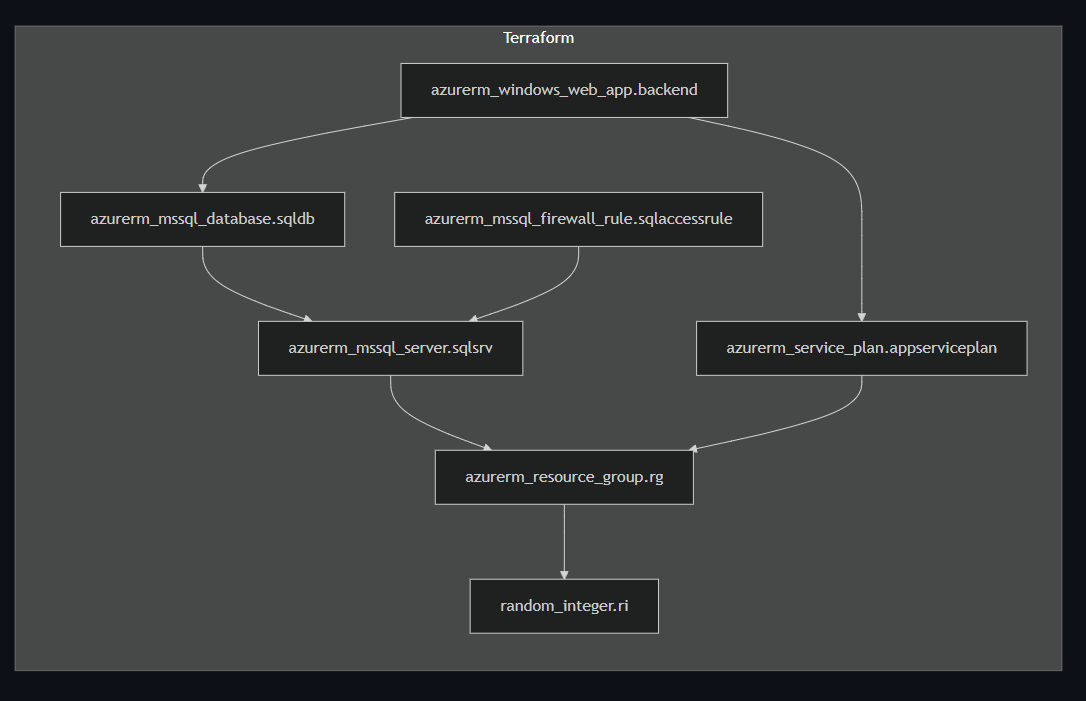 Terraform
azurerm_windows_web_app.backend
azurerm_mssql_database.sqldb
azurerm_mssql_firewall_rule.sqlaccessrule
azurerm_mssql_server.sqlsrv
azurerm_service_plan.appserviceplan
azurerm_resource_group.rg
random_integer.ri